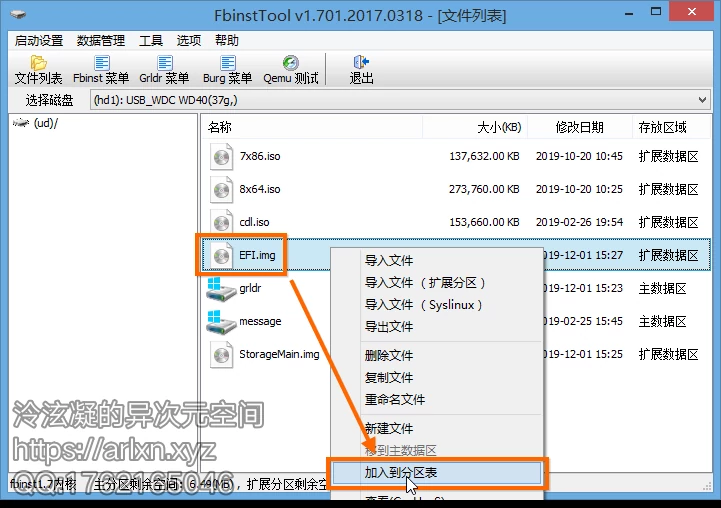 FbinstTool v1.701.2017.0318 - [文件列表]
启动设置 数据管理 工具 选项 帮助
文件列表 Fbinst 菜单 Grldr 菜单 Burg 菜单 Qemu 测试 退出
选择磁盘 (hd1): USB_WDC WD40(37g,)
(ud)/
名称 大小(KB) 修改日期 存放区域
7x86.iso 137,632.00 KB 2019-10-20 10:45 扩展数据区
8x64.iso 273,760.00 KB 2019-10-20 10:25 扩展数据区
cdl.iso 153,660.00 KB 2019-02-26 19:54 扩展数据区
EFI.img 2019-12-01 15:27 扩展数据区
grldr 2019-12-01 15:23 主数据区
message 2019-02-25 15:45 主数据区
StorageMain.img 2019-12-01 15:25 扩展数据区
导入文件
导入文件（扩展分区）
导入文件（Syslinux）
导出文件
删除文件
复制文件
重命名文件
新建文件
移到主数据区
加入到分区表
泠泫凝的异次元空间
https://arlxn.xyz
QQ:1762165046
fbinst1.7内核 主分区剩余空间: 6.49(Mb)，扩展分区剩余空